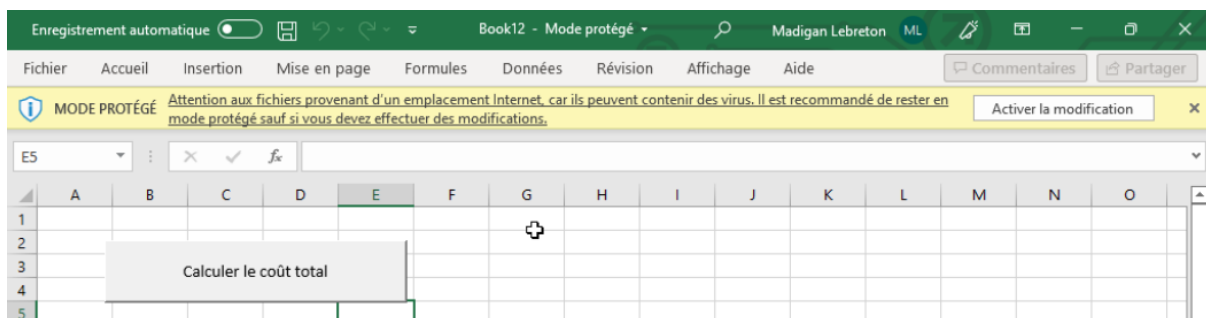 Enregistrement automatique Book12 - Mode protégé Madigan Lebreton ML
Fichier Accueil Insertion Mise en page Formules Données Révision Affichage Aide Commentaires Partager
MODE PROTÉGÉ Attention aux fichiers provenant d'un emplacement Internet, car ils peuvent contenir des virus. Il est recommandé de rester en
mode protégé sauf si vous devez effectuer des modifications. Activer la modification
E5 fx
A B C D E F G H I J K L M N O
1
2
3 Calculer le coût total
4
5